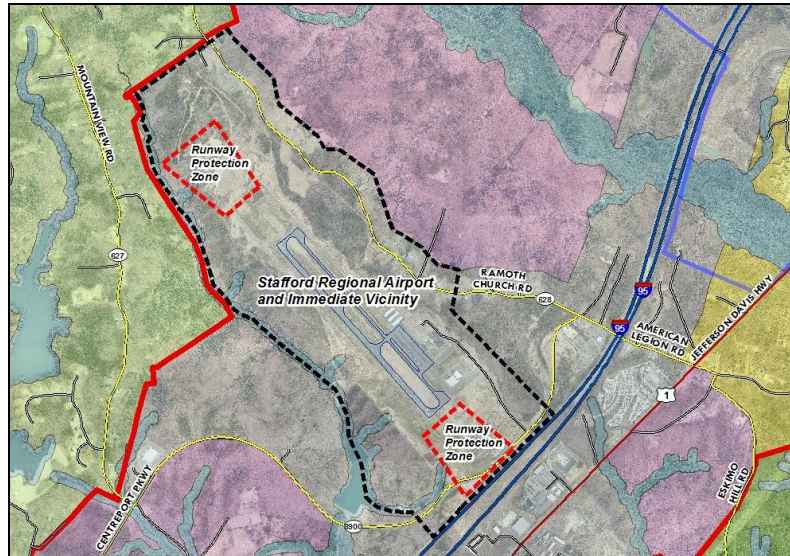 MOUNTAIN VIEW RD
Runway
Protection
Zone
627
Stafford Regional Airport
and Immediate Vicinity
RAMOTH
CHURCH RD
628
95
95
AMERICAN
LEGION RD
JEFFERSON DAVIS HWY
1
Runway
Protection
Zone
ESKIMO
HILL RD
CENTREPORT PKWY
8900